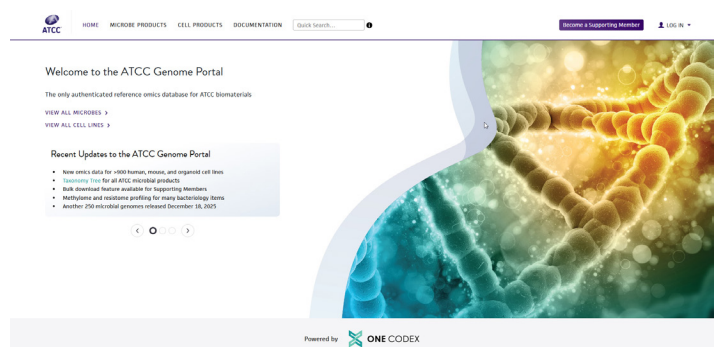 ATCC
HOME MICROBE PRODUCTS CELL PRODUCTS DOCUMENTATION Quick Search... Become a Supporting Member LOG IN
Welcome to the ATCC Genome Portal
The only authenticated reference omics database for ATCC biomaterials
VIEW ALL MICROBES >
VIEW ALL CELL LINES >
Recent Updates to the ATCC Genome Portal
• New omics data for >900 human, mouse, and organoid cell lines
• Taxonomy Tree for all ATCC microbial products
• Bulk download feature available for Supporting Members
• Methylome and resistome profiling for many bacteriology items
• Another 250 microbial genomes released December 18, 2025
Powered by ONE CODEX